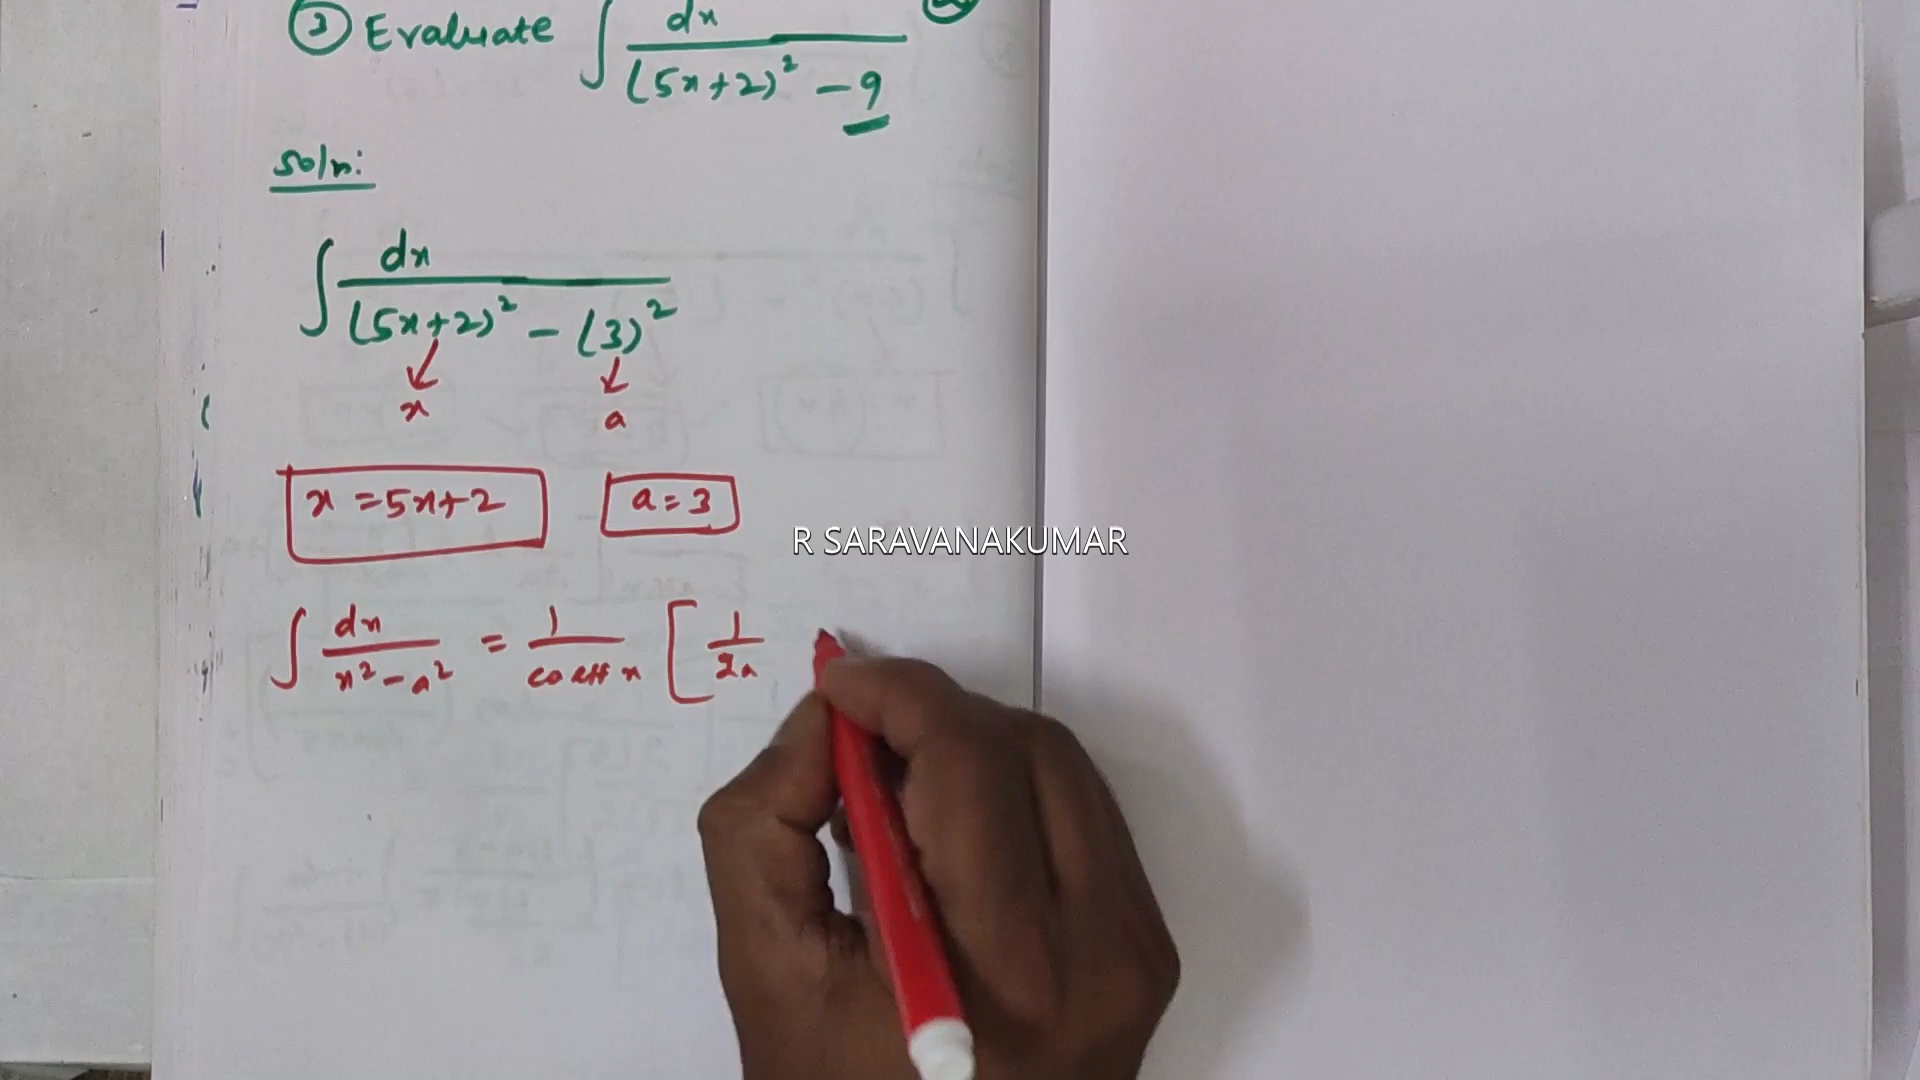 ③ Evaluate ∫ dx / (5x+2)² - 9
Soln:
∫ dx / (5x+2)² - (3)²
x a
x = 5x+2 a = 3
R SARAVANAKUMAR
∫ dx / x² - a² = 1 / coeff x [ 1 / 2a